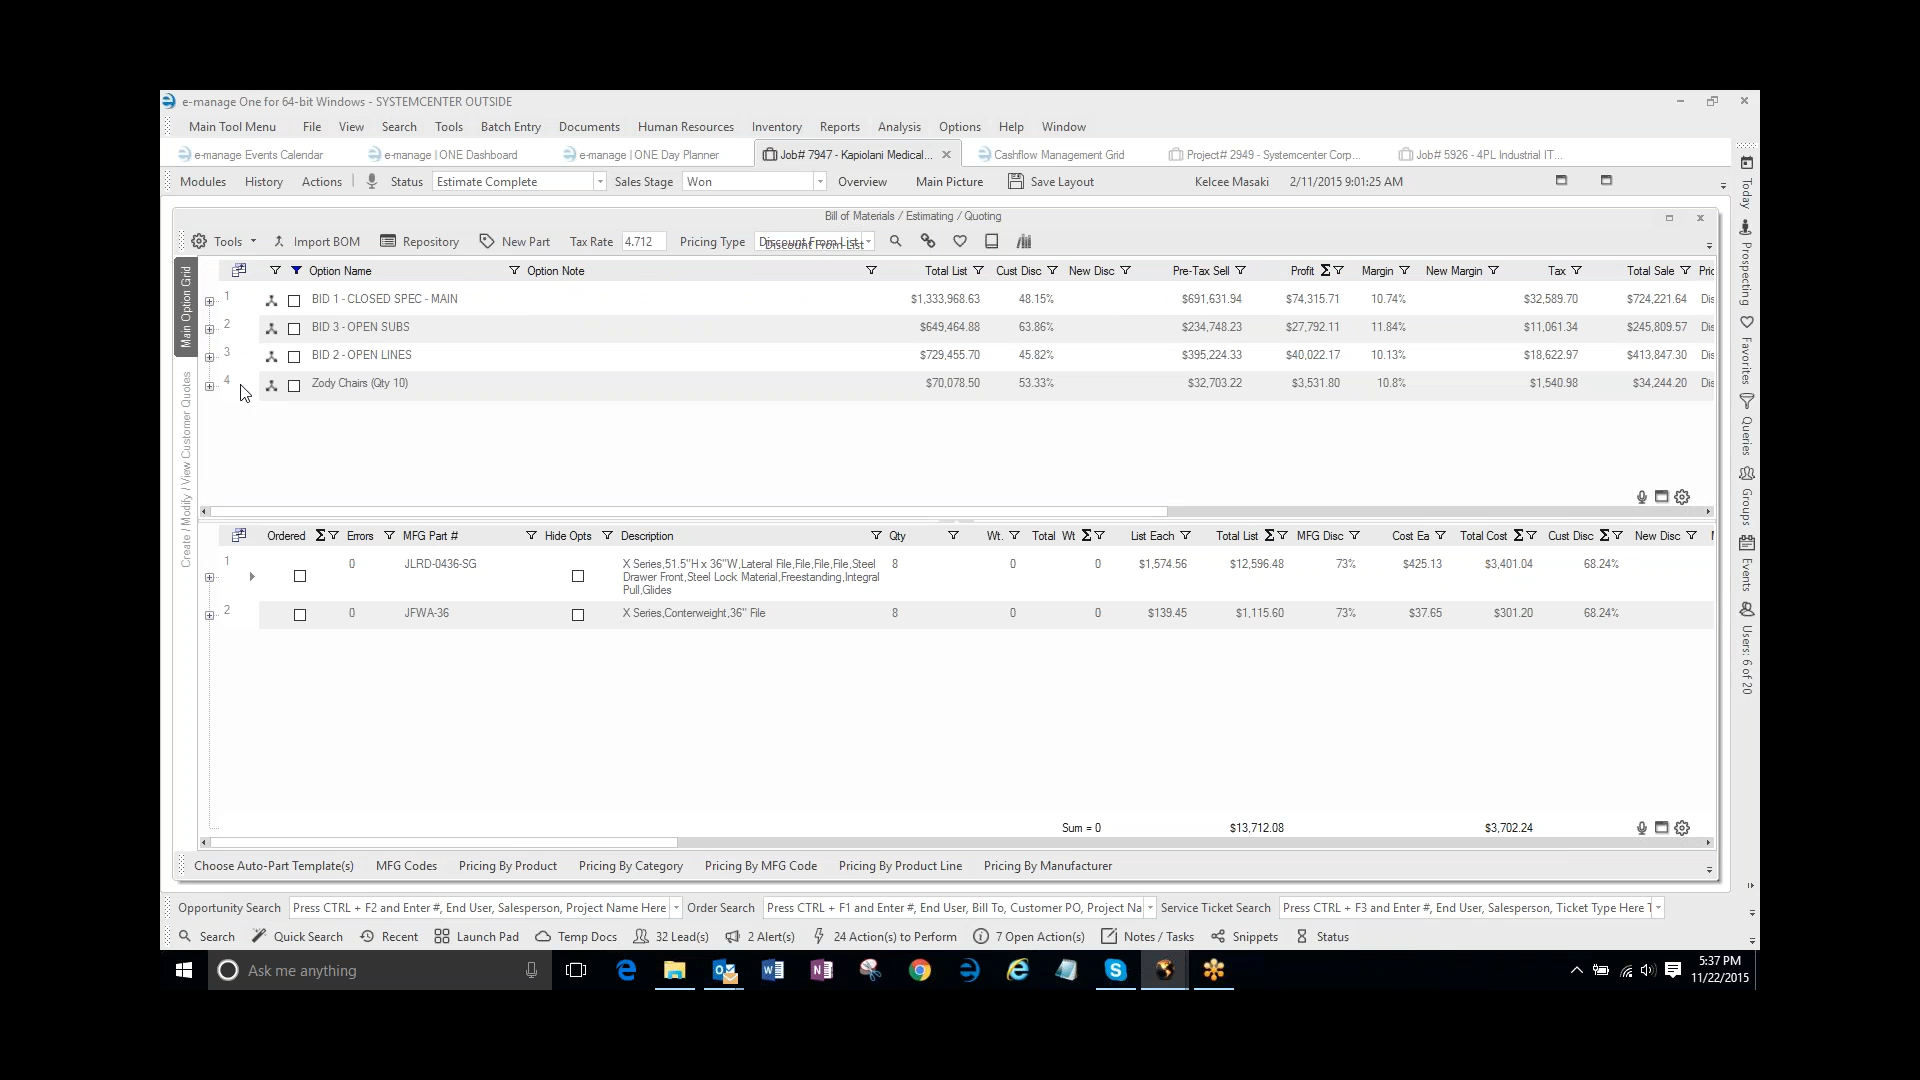 e-manage One for 64-bit Windows - SYSTEMCENTER OUTSIDE
Main Tool Menu File View Search Tools Batch Entry Documents Human Resources Inventory Reports Analysis Options Help Window
e-manage Events Calendar e-manage | ONE Dashboard e-manage | ONE Day Planner Job# 7947 - Kapiolani Medical... Cashflow Management Grid Project# 2949 - Systemcenter Corp... Job# 5926 - 4PL Industrial IT...
Modules History Actions Status Estimate Complete Sales Stage Won Overview Main Picture Save Layout Kelcee Masaki 2/11/2015 9:01:25 AM
Bill of Materials / Estimating / Quoting
Tools Import BOM Repository New Part Tax Rate 4.712 Pricing Type Discount From List
Option Name Option Note Total List Cust Disc New Disc Pre-Tax Sell Profit Σ Margin New Margin Tax Total Sale Pric
1 BID 1 - CLOSED SPEC - MAIN $1,333,968.63 48.15% $691,631.94 $74,315.71 10.74% $32,589.70 $724,221.64 Dis
2 BID 3 - OPEN SUBS $649,464.88 63.86% $234,748.23 $27,792.11 11.84% $11,061.34 $245,809.57 Dis
3 BID 2 - OPEN LINES $729,455.70 45.82% $395,224.33 $40,022.17 10.13% $18,622.97 $413,847.30 Dis
4 Zody Chairs (Qty 10) $70,078.50 53.33% $32,703.22 $3,531.80 10.8% $1,540.98 $34,244.20 Dis
Main Option Grid
Create / Modify / View Customer Quotes
Ordered Σ Errors MFG Part # Hide Opts Description Qty Wt. Total Wt Σ List Each Total List Σ MFG Disc Cost Ea Total Cost Σ Cust Disc Σ New Disc
1 0 JLRD-0436-SG X Series,51.5"H x 36"W,Lateral File,File,File,File,Steel 8 0 0 $1,574.56 $12,596.48 73% $425.13 $3,401.04 68.24%
Drawer Front,Steel Lock Material,Freestanding,Integral
Pull,Glides
2 0 JFWA-36 X Series,Conterweight,36" File 8 0 0 $139.45 $1,115.60 73% $37.65 $301.20 68.24%
Sum = 0 $13,712.08 $3,702.24
Choose Auto-Part Template(s) MFG Codes Pricing By Product Pricing By Category Pricing By MFG Code Pricing By Product Line Pricing By Manufacturer
Opportunity Search Press CTRL + F2 and Enter #, End User, Salesperson, Project Name Here Order Search Press CTRL + F1 and Enter #, End User, Bill To, Customer PO, Project Na Service Ticket Search Press CTRL + F3 and Enter #, End User, Salesperson, Ticket Type Here
Search Quick Search Recent Launch Pad Temp Docs 32 Lead(s) 2 Alert(s) 24 Action(s) to Perform 7 Open Action(s) Notes / Tasks Snippets Status
Today
Prospecting
Favorites
Queries
Groups
Events
Users: 6 of 20
Ask me anything
5:37 PM
11/22/2015